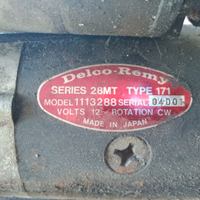 Delco-Remy
SERIES 28MT TYPE 171
MODEL 1113288 SERIAL
VOLTS 12 - ROTATION CW
MADE IN JAPAN